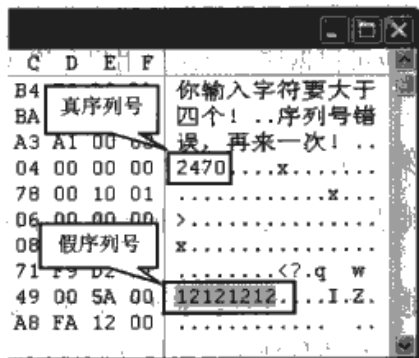 C D E F
B4 你输入字符要大于
真序列号
BA 四个！..序列号错
A3 A1 00 误，再来一次！...
04 00 00 00 2470....x.......
78 00 10 01 ............x...
06 00 00 00 >...............
08 x...............
假序列号
71 F9 D2 ........<?.q w
49 00 5A 00 12121212....I.Z.
A8 FA 12 00